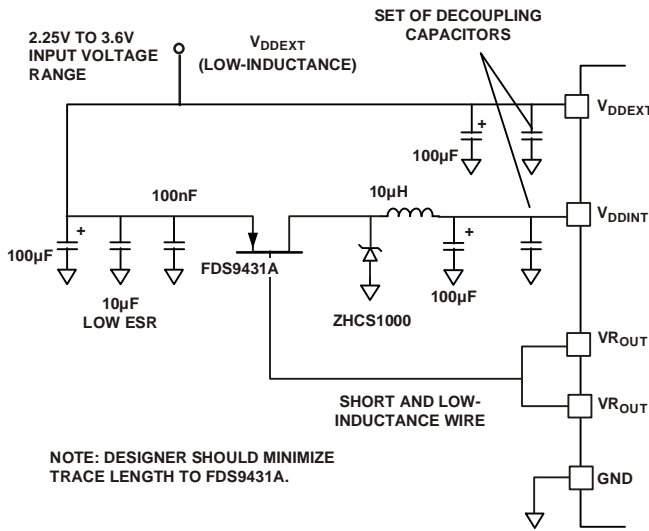 2.25V TO 3.6V
INPUT VOLTAGE
RANGE
VDDEXT
(LOW-INDUCTANCE)
SET OF DECOUPLING
CAPACITORS
VDDEXT
+
100µF
100nF
10µH
VDDINT
+
100µF
+
100µF
10µF
LOW ESR
FDS9431A
ZHCS1000
VROUT
SHORT AND LOW-
INDUCTANCE WIRE
VROUT
NOTE: DESIGNER SHOULD MINIMIZE
TRACE LENGTH TO FDS9431A.
GND